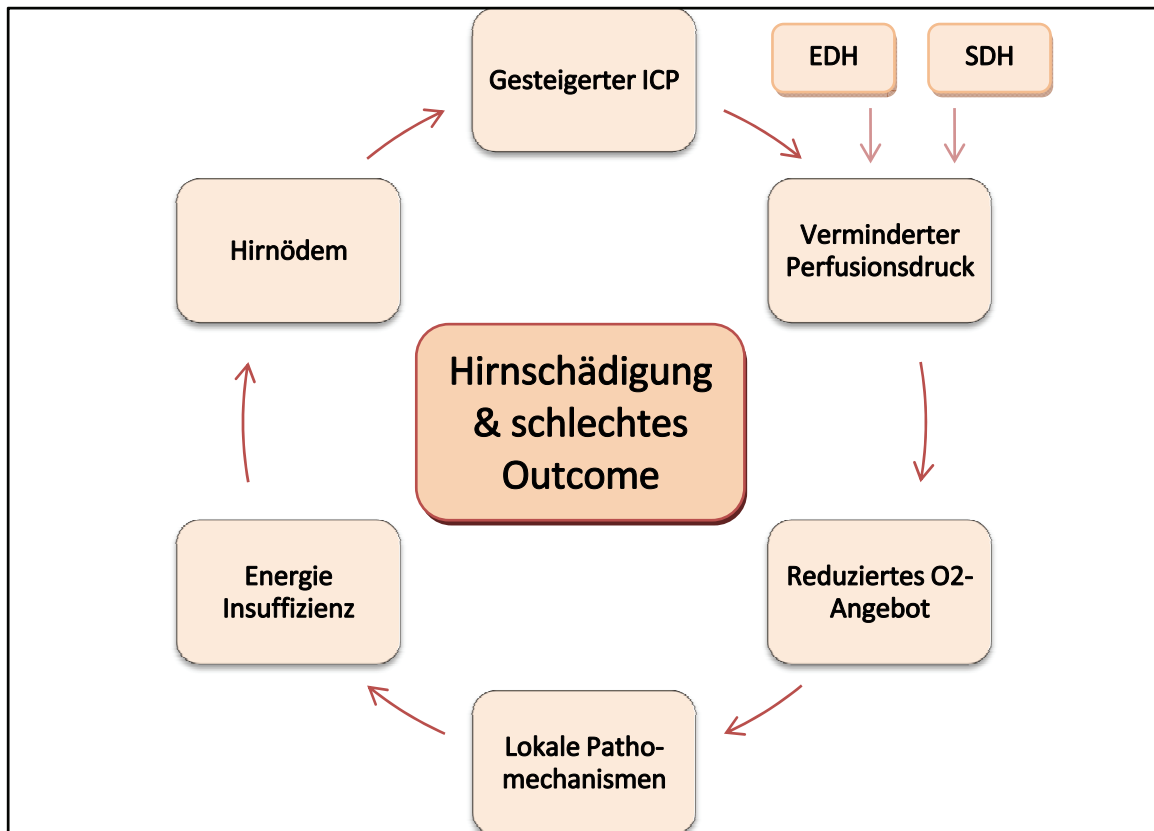 Gesteigerter ICP
EDH
SDH
Verminderter
Perfusionsdruck
Reduziertes O2-
Angebot
Lokale Patho-
mechanismen
Energie
Insuffizienz
Hirnödem
Hirnschädigung
& schlechtes
Outcome